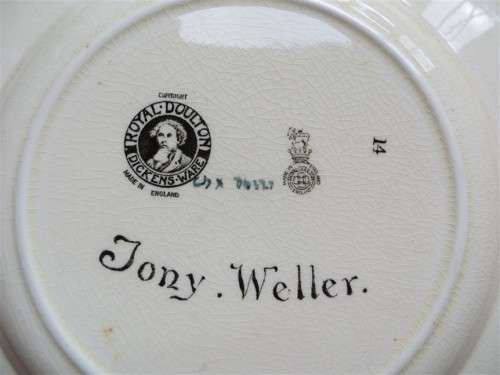 COPYRIGHT
ROYAL·DOULTON
DICKENS·WARE
MADE IN
ENGLAND
14
Tony . Weller.